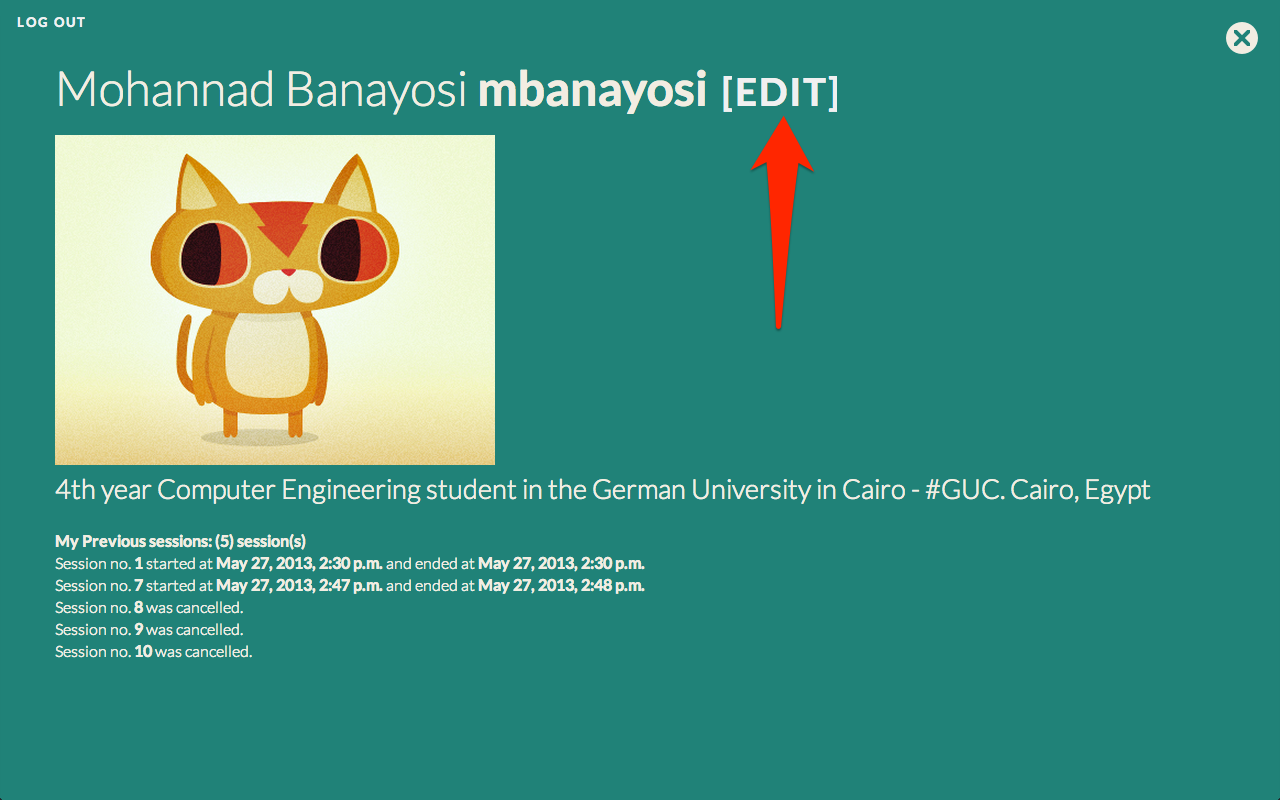 LOG OUT
Mohannad Banayosi mbanayosi [EDIT]
4th year Computer Engineering student in the German University in Cairo - #GUC. Cairo, Egypt
My Previous sessions: (5) session(s)
Session no. 1 started at May 27, 2013, 2:30 p.m. and ended at May 27, 2013, 2:30 p.m.
Session no. 7 started at May 27, 2013, 2:47 p.m. and ended at May 27, 2013, 2:48 p.m.
Session no. 8 was cancelled.
Session no. 9 was cancelled.
Session no. 10 was cancelled.